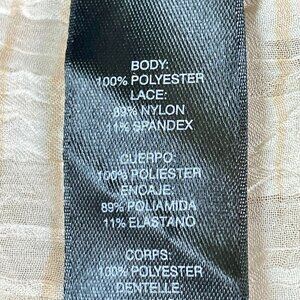 BODY:
100% POLYESTER
LACE:
89% NYLON
11% SPANDEX
CUERPO:
100% POLIESTER
ENCAJE:
89% POLIAMIDA
11% ELASTANO
CORPS:
100% POLYESTER
DENTELLE: